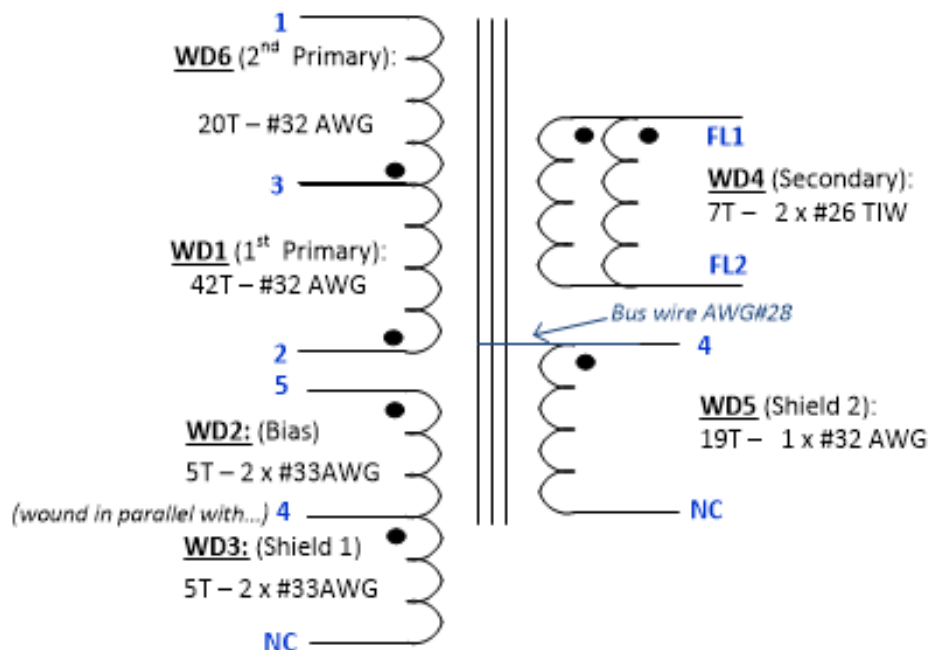 1
WD6 (2nd Primary):
20T – #32 AWG
3
WD1 (1st Primary):
42T – #32 AWG
2
5
WD2: (Bias)
5T – 2 x #33AWG
(wound in parallel with...) 4
WD3: (Shield 1)
5T – 2 x #33AWG
NC
FL1
WD4 (Secondary):
7T – 2 x #26 TIW
FL2
Bus wire AWG#28
4
WD5 (Shield 2):
19T – 1 x #32 AWG
NC